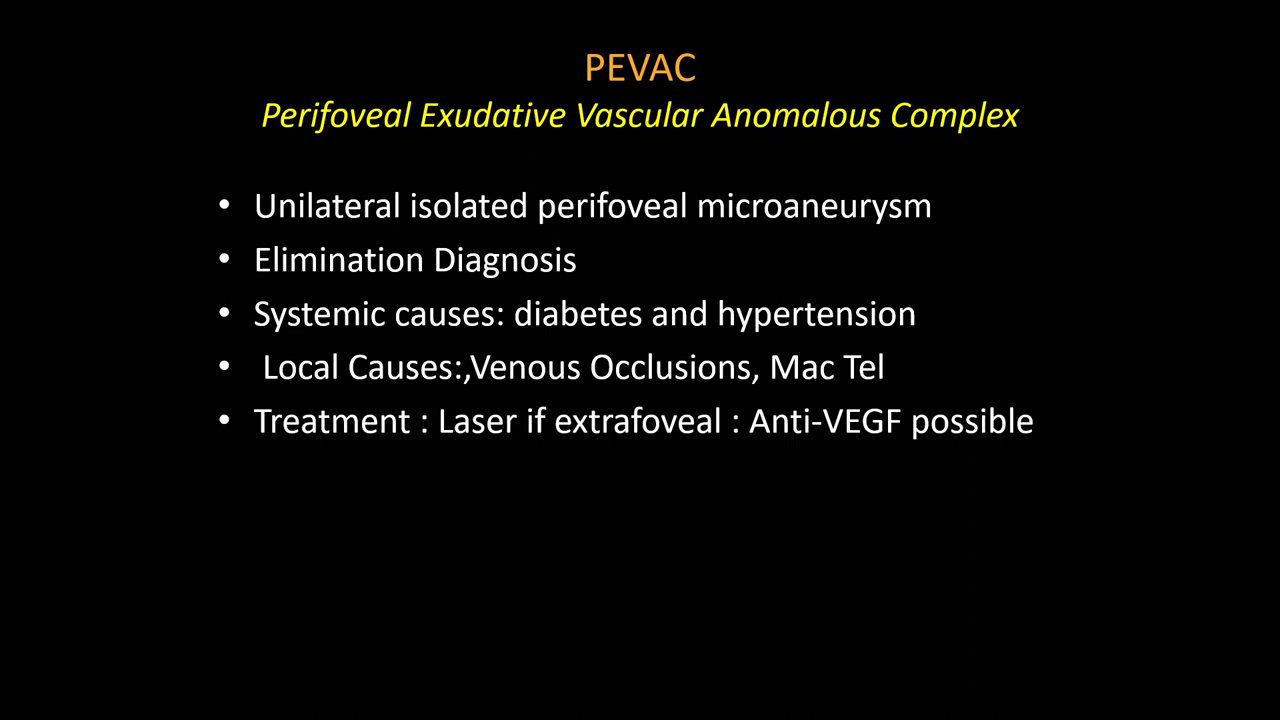 PEVAC
Perifoveal Exudative Vascular Anomalous Complex
• Unilateral isolated perifoveal microaneurysm
• Elimination Diagnosis
• Systemic causes: diabetes and hypertension
• Local Causes:,Venous Occlusions, Mac Tel
• Treatment : Laser if extrafoveal : Anti-VEGF possible